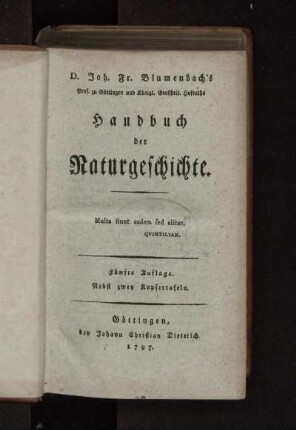 D. Joh. Fr. Blumenbach's
Prof. zu Göttingen und Königl. Großbrit. Hofraths
Handbuch
der
Naturgeschichte.
Multa fiunt eadem sed aliter.
QVINTILIAN.
Fünfte Auflage.
Nebst zwey Kupfertafeln.
Göttingen,
bey Johann Christian Dieterich.
1797.